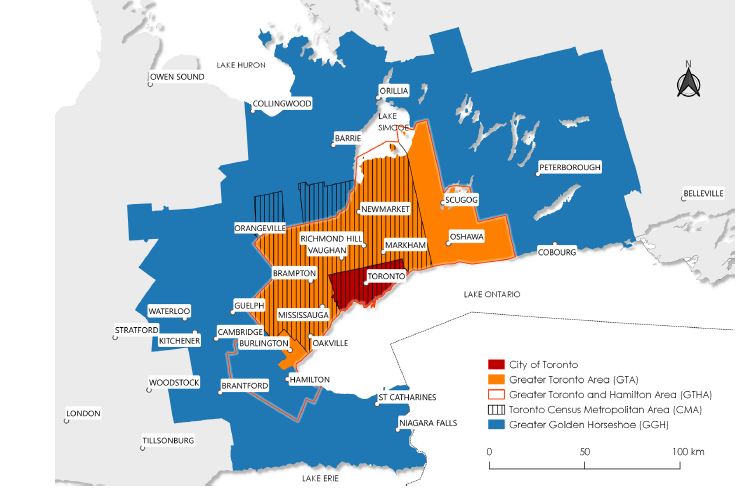 N
LAKE HURON
OWEN SOUND
ORILLIA
COLLINGWOOD
LAKE
SIMCOE
BARRIE
PETERBOROUGH
BELLEVILLE
SCUGOG
NEWMARKET
ORANGEVILLE
RICHMOND HILL
OSHAWA
MARKHAM
VAUGHAN
COBOURG
BRAMPTON
TORONTO
LAKE ONTARIO
GUELPH
WATERLOO
MISSISSAUGA
STRATFORD
CAMBRIDGE
KITCHENER
BURLINGTON
OAKVILLE
City of Toronto
Greater Toronto Area (GTA)
HAMILTON
WOODSTOCK
BRANTFORD
Greater Toronto and Hamilton Area (GTHA)
ST CATHARINES
Toronto Census Metropolitan Area (CMA)
LONDON
NIAGARA FALLS
Greater Golden Horseshoe (GGH)
TILLSONBURG
0
50
100 km
LAKE ERIE